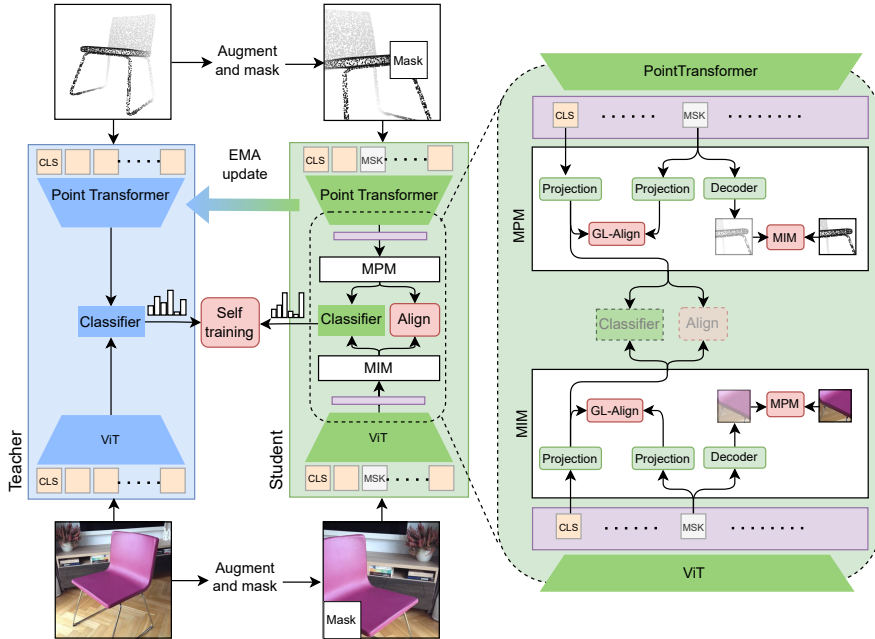 Augment
and mask
Mask
CLS
Point Transformer
Classifier
ViT
CLS
Teacher
EMA
update
Self
training
CLS
MSK
Point Transformer
MPM
Classifier
Align
MIM
ViT
CLS
MSK
Student
Augment
and mask
Mask
PointTransformer
CLS
MSK
MPM
Projection
Projection
Decoder
GL-Align
MIM
Classifier
Align
MIM
GL-Align
MPM
Projection
Projection
Decoder
CLS
MSK
ViT